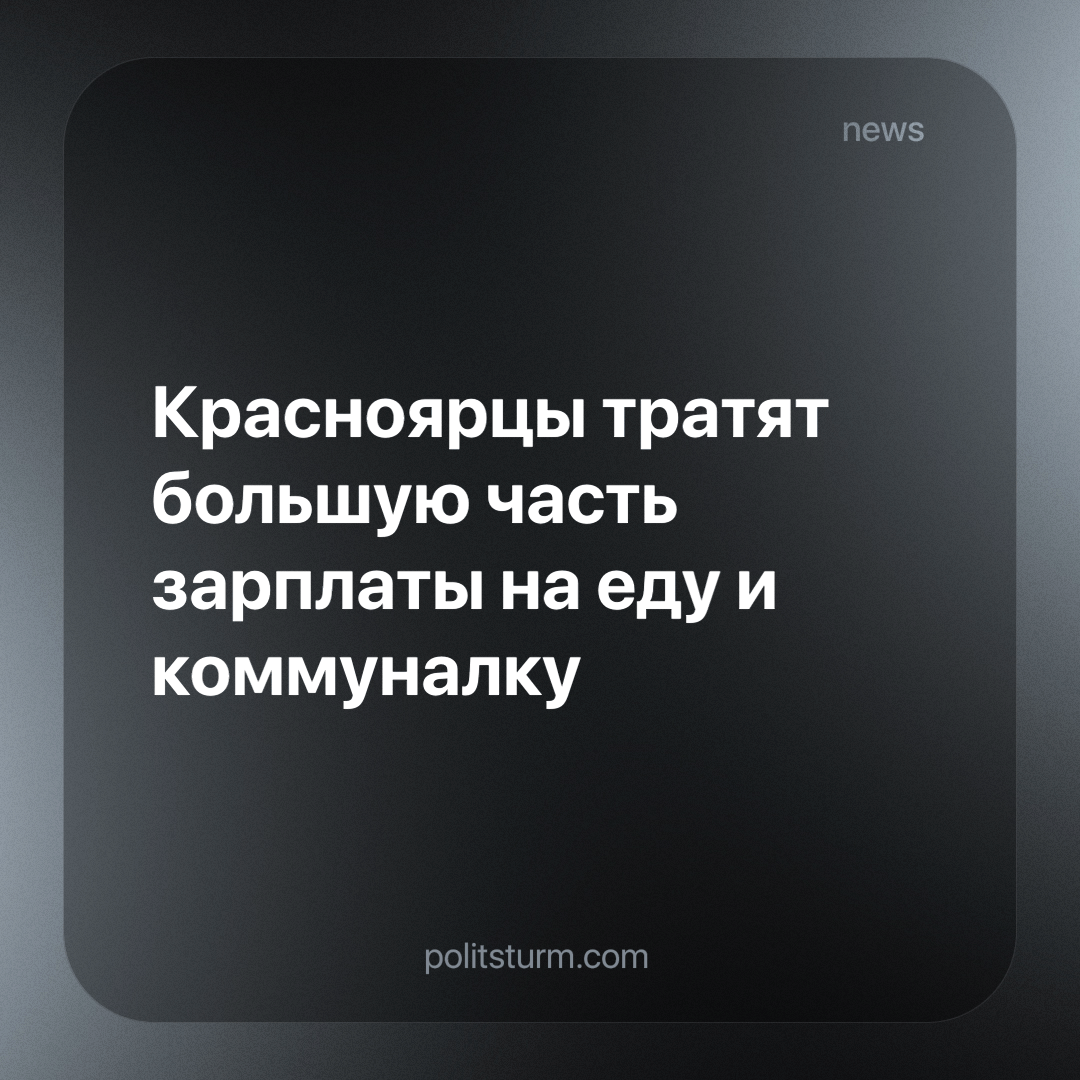 news
Красноярцы тратят
большую часть
зарплаты на еду и
коммуналку
politsturm.com